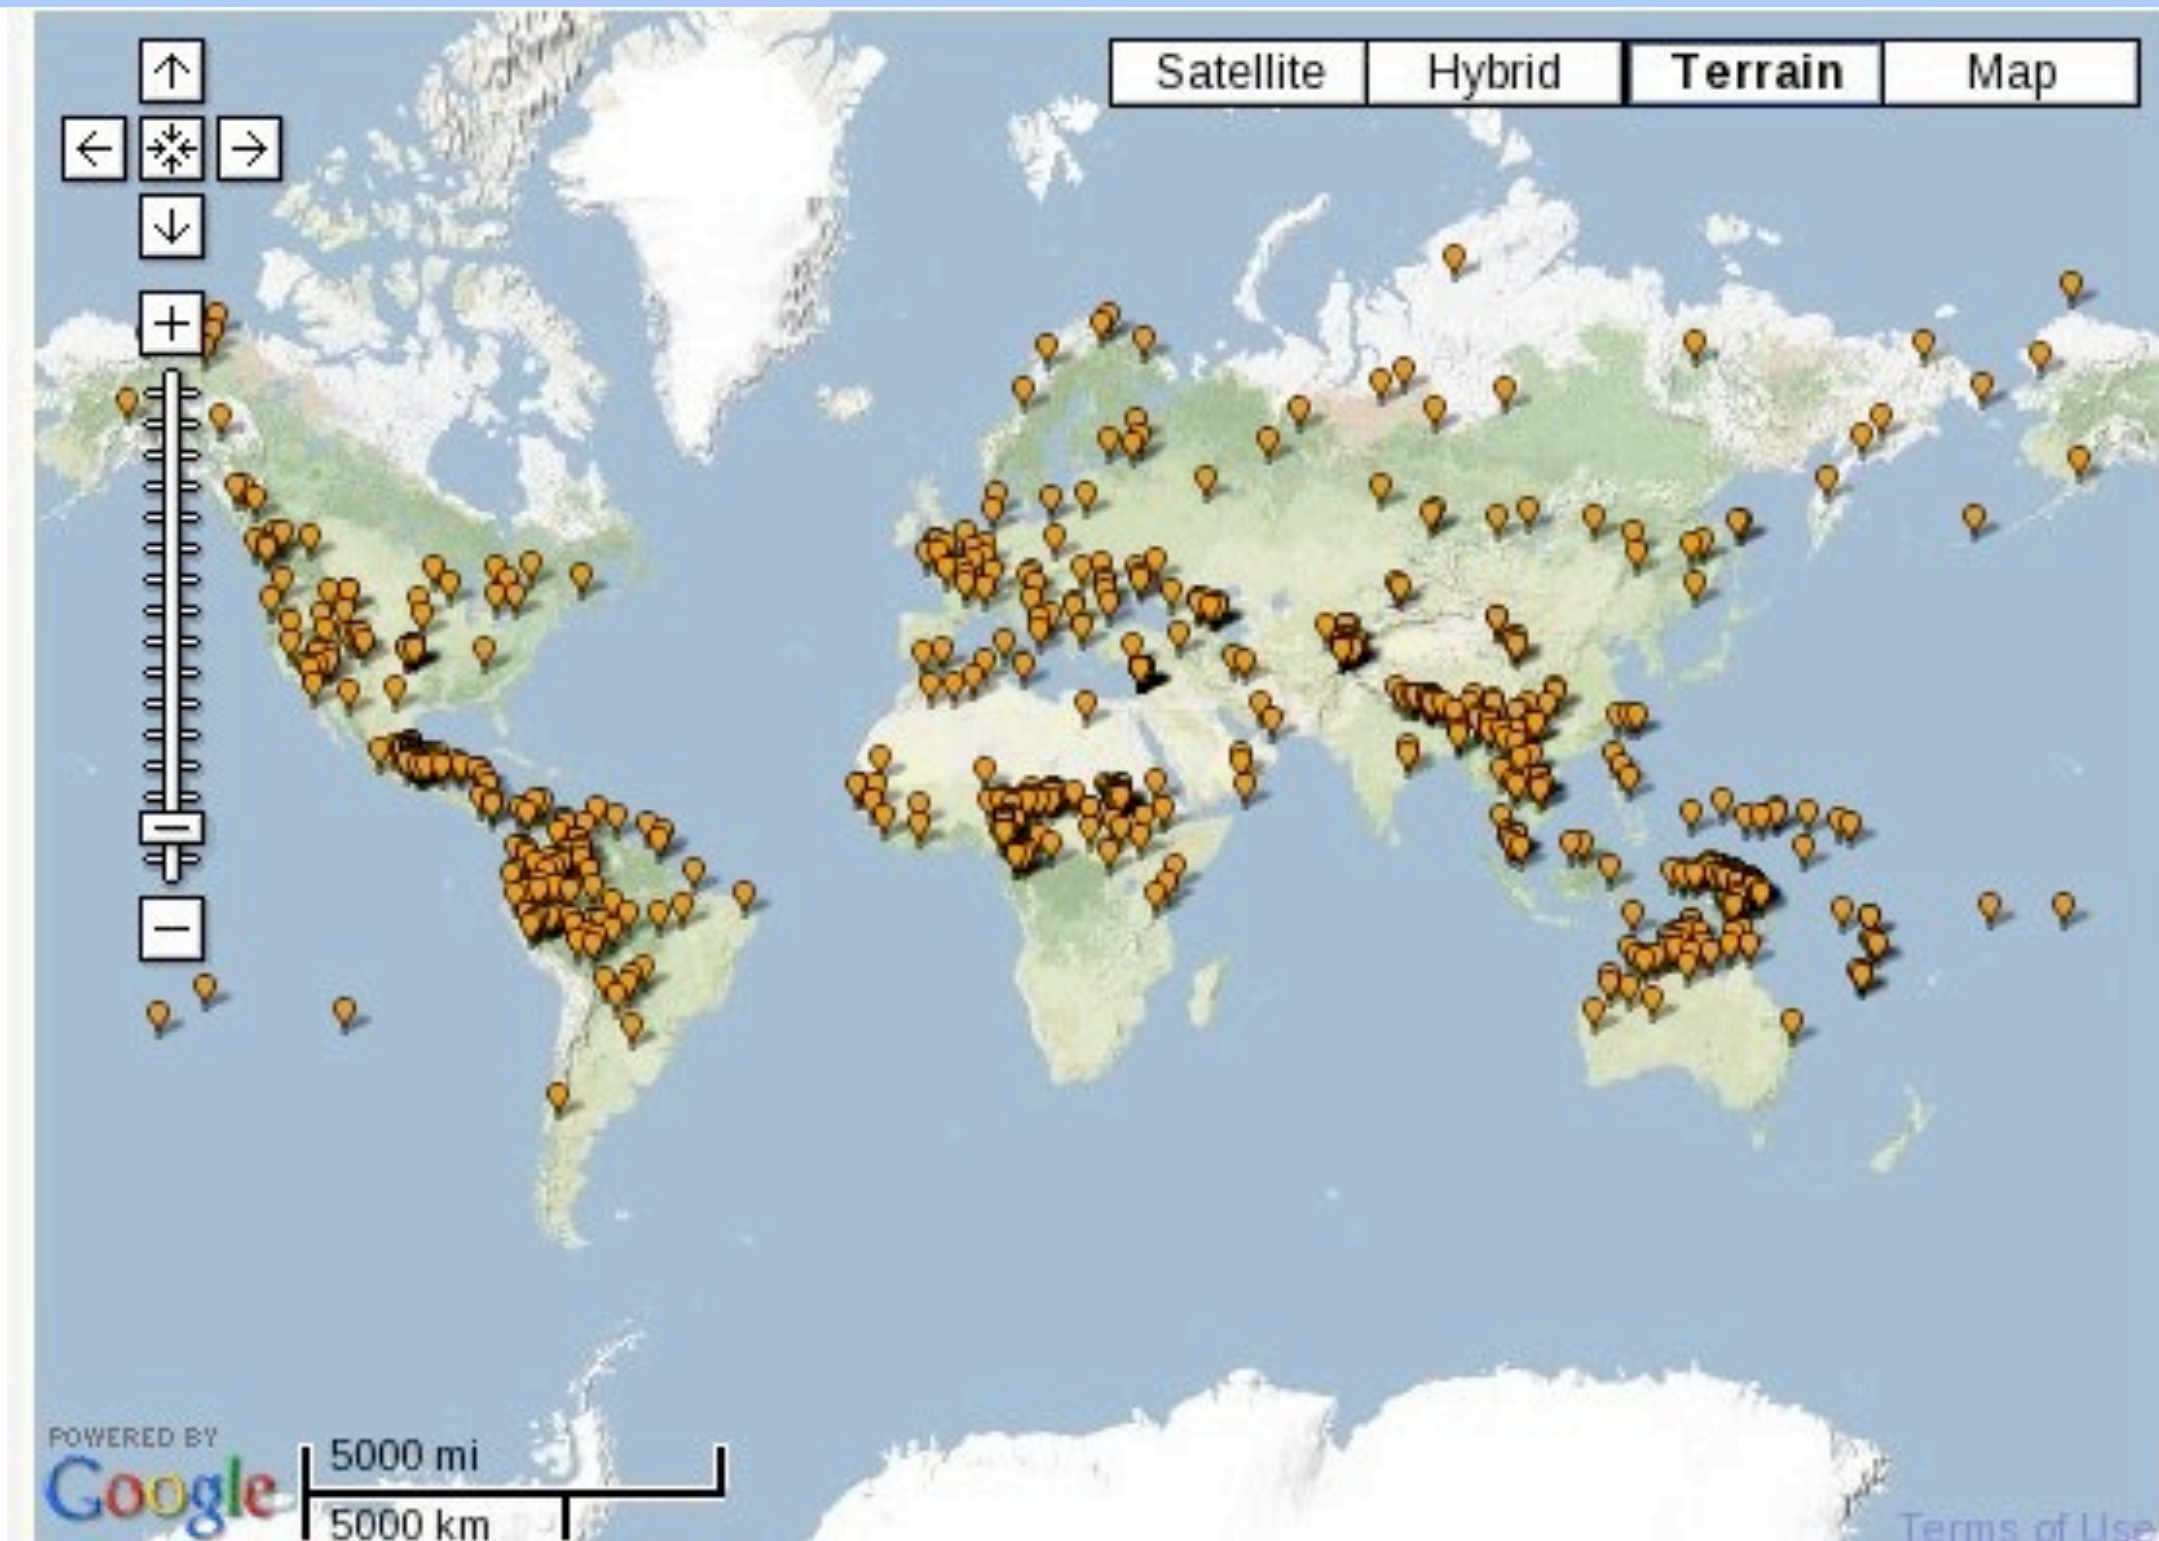 Satellite Hybrid Terrain Map
POWERED BY
Google
5000 mi
5000 km
Terms of Use